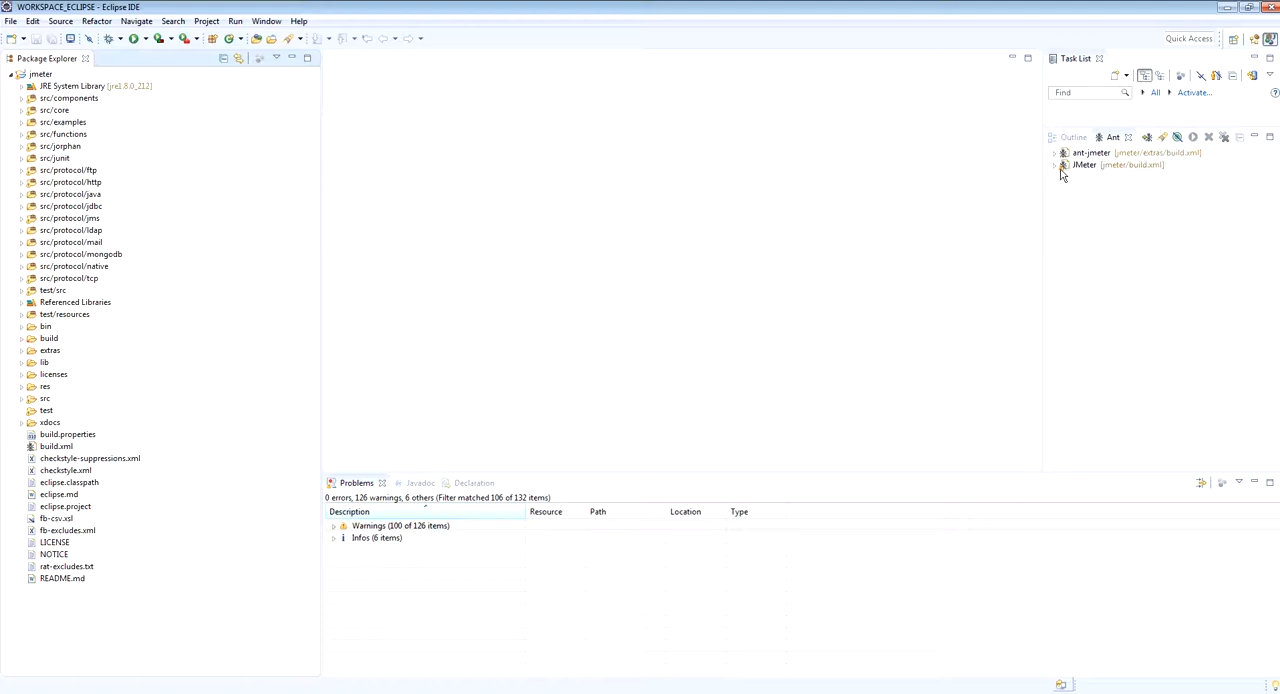 WORKSPACE_ECLIPSE - Eclipse IDE
File Edit Source Refactor Navigate Search Project Run Window Help
Quick Access
Package Explorer
jmeter
JRE System Library [jre1.8.0_212]
src/components
src/core
src/examples
src/functions
src/jorphan
src/junit
src/protocol/ftp
src/protocol/http
src/protocol/java
src/protocol/jdbc
src/protocol/jms
src/protocol/ldap
src/protocol/mail
src/protocol/mongodb
src/protocol/native
src/protocol/tcp
test/src
Referenced Libraries
test/resources
bin
build
extras
lib
licenses
res
src
test
xdocs
build.properties
build.xml
checkstyle-suppressions.xml
checkstyle.xml
eclipse.classpath
eclipse.md
eclipse.project
fb-csv.xsl
fb-excludes.xml
LICENSE
NOTICE
rat-excludes.txt
README.md
Task List
Find All Activate...
Outline Ant
ant-jmeter [jmeter/extras/build.xml]
JMeter [jmeter/build.xml]
Problems Javadoc Declaration
0 errors, 126 warnings, 6 others (Filter matched 106 of 132 items)
Description Resource Path Location Type
Warnings (100 of 126 items)
Infos (6 items)